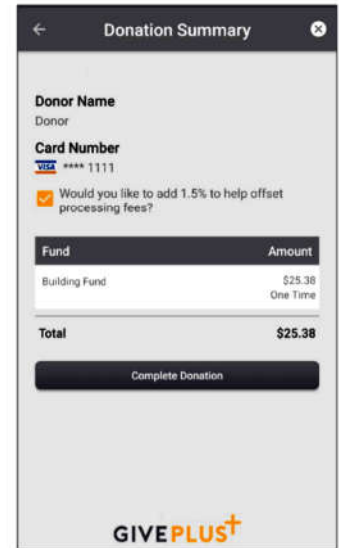 Donation Summary
Donor Name
Donor
Card Number
VISA **** 1111
Would you like to add 1.5% to help offset
processing fees?
Fund Amount
Building Fund $25.38
One Time
Total $25.38
Complete Donation
GIVEPLUS+